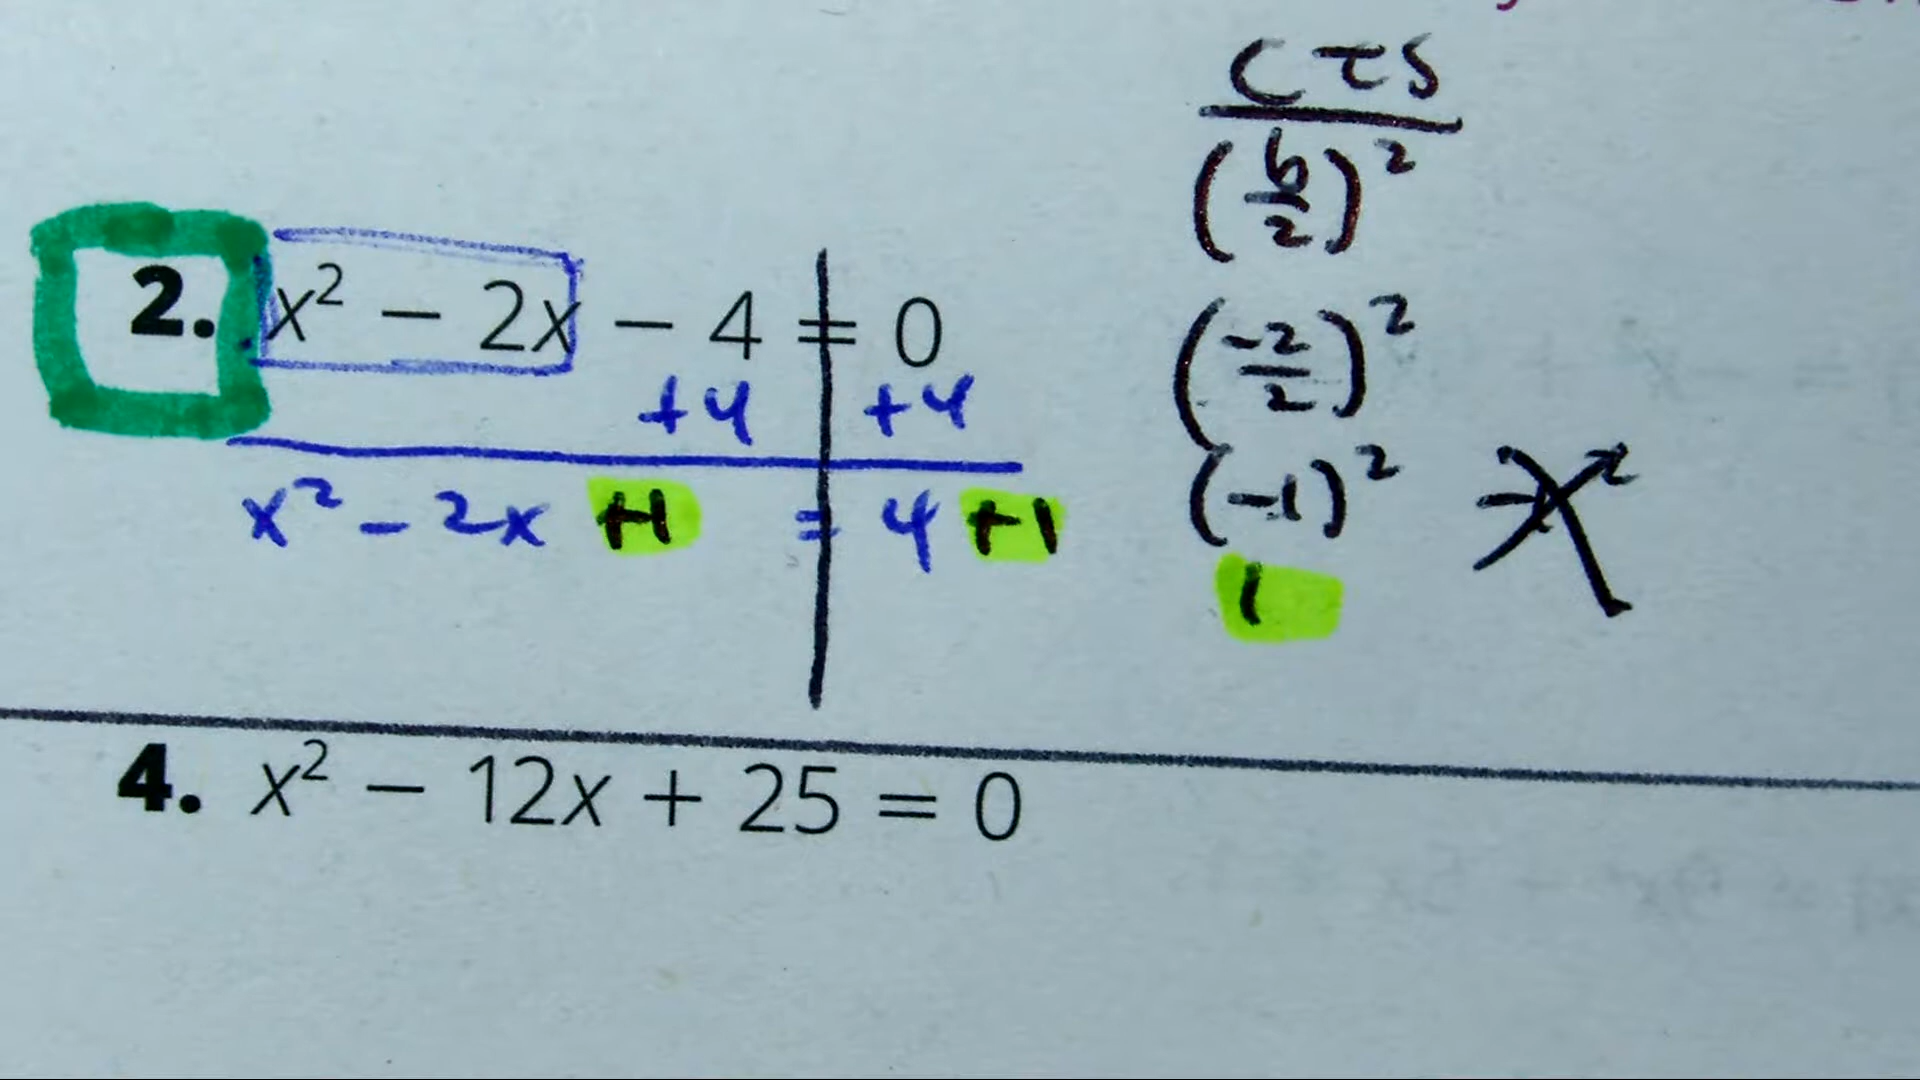 CTS
(b/2)²
2. x² − 2x − 4 = 0
(-2/2)²
+4 +4
(-1)²
x² - 2x +1 = 4 +1
1
4. x² − 12x + 25 = 0